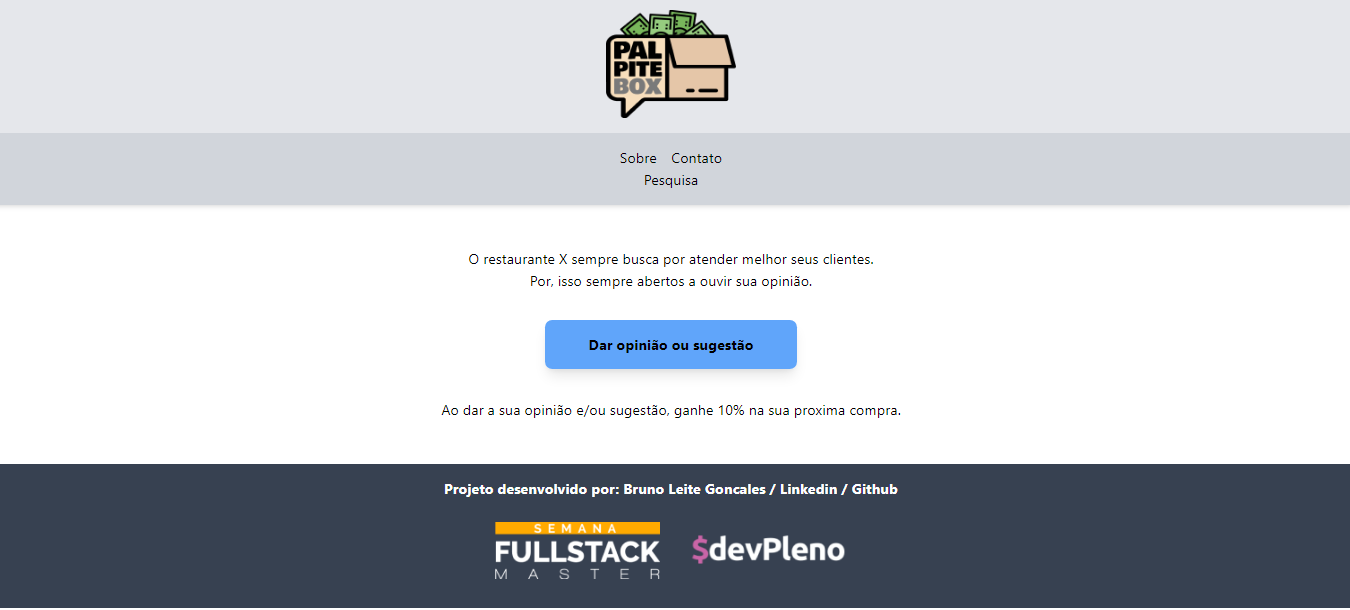 PAL
PITE
BOX
Sobre Contato
Pesquisa
O restaurante X sempre busca por atender melhor seus clientes.
Por, isso sempre abertos a ouvir sua opinião.
Dar opinião ou sugestão
Ao dar a sua opinião e/ou sugestão, ganhe 10% na sua proxima compra.
Projeto desenvolvido por: Bruno Leite Goncales / Linkedin / Github
SEMANA
FULLSTACK
MASTER
$devPleno